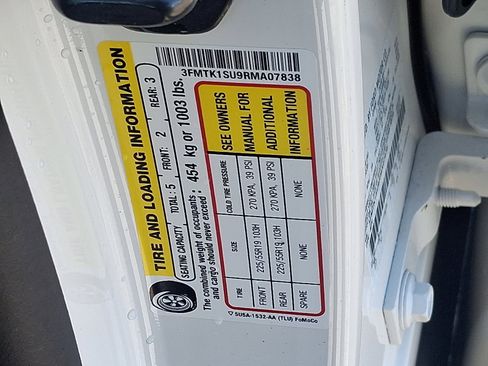 3FMTK1SU9RMA07838
TIRE AND LOADING INFORMATION
SEATING CAPACITY TOTAL: 5 FRONT: 2 REAR: 3
The combined weight of occupants
and cargo should never exceed : 454 kg or 1003 lbs.
TIRE SIZE COLD TIRE PRESSURE SEE OWNERS
FRONT 225/55R19 103H 270 KPA, 39 PSI MANUAL FOR
REAR 225/55R19 103H 270 KPA, 39 PSI ADDITIONAL
SPARE NONE NONE INFORMATION
5U5A-1532-AA (TLU) FoMoCo